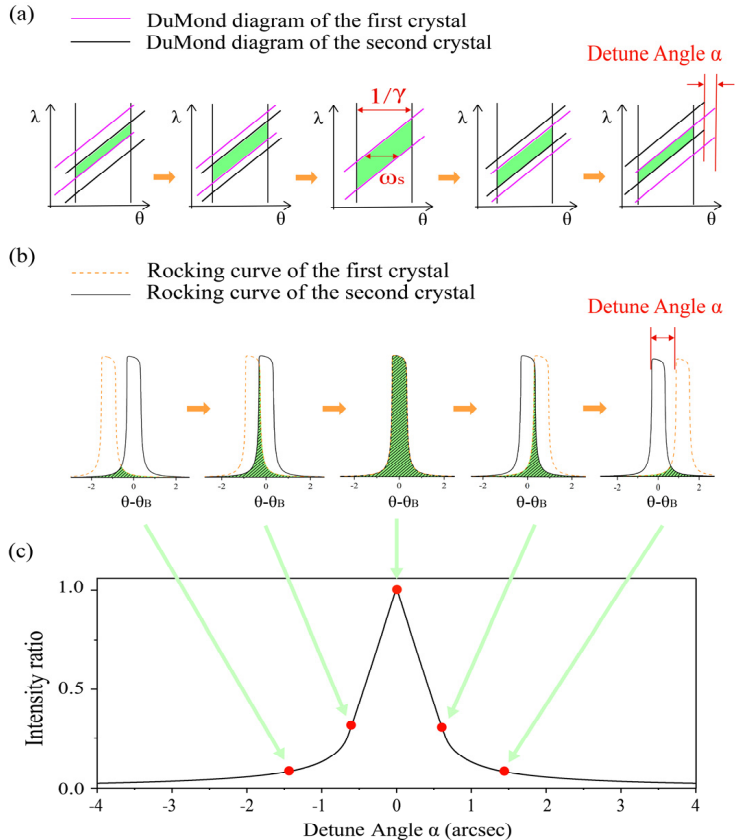 (a)
DuMond diagram of the first crystal
DuMond diagram of the second crystal
Detune Angle α
λ λ λ λ λ
1/γ
ωs
θ θ θ θ θ
(b)
Rocking curve of the first crystal
Rocking curve of the second crystal
Detune Angle α
-2 0 2 -2 0 2 -2 0 2 -2 0 2 -2 0 2
θ-θB θ-θB θ-θB θ-θB θ-θB
(c)
1.0
0.5
0.0
Intensity ratio
-4 -3 -2 -1 0 1 2 3 4
Detune Angle α (arcsec)